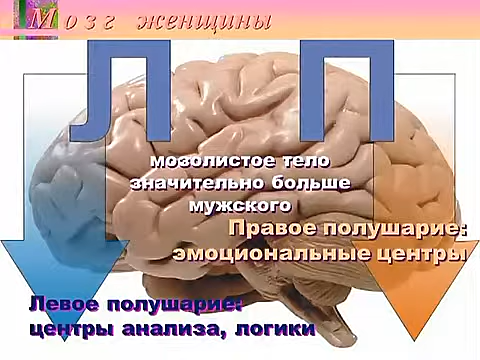 Мозг женщины
Л П
мозолистое тело
значительно больше
мужского
Правое полушарие:
эмоциональные центры
Левое полушарие:
центры анализа, логики